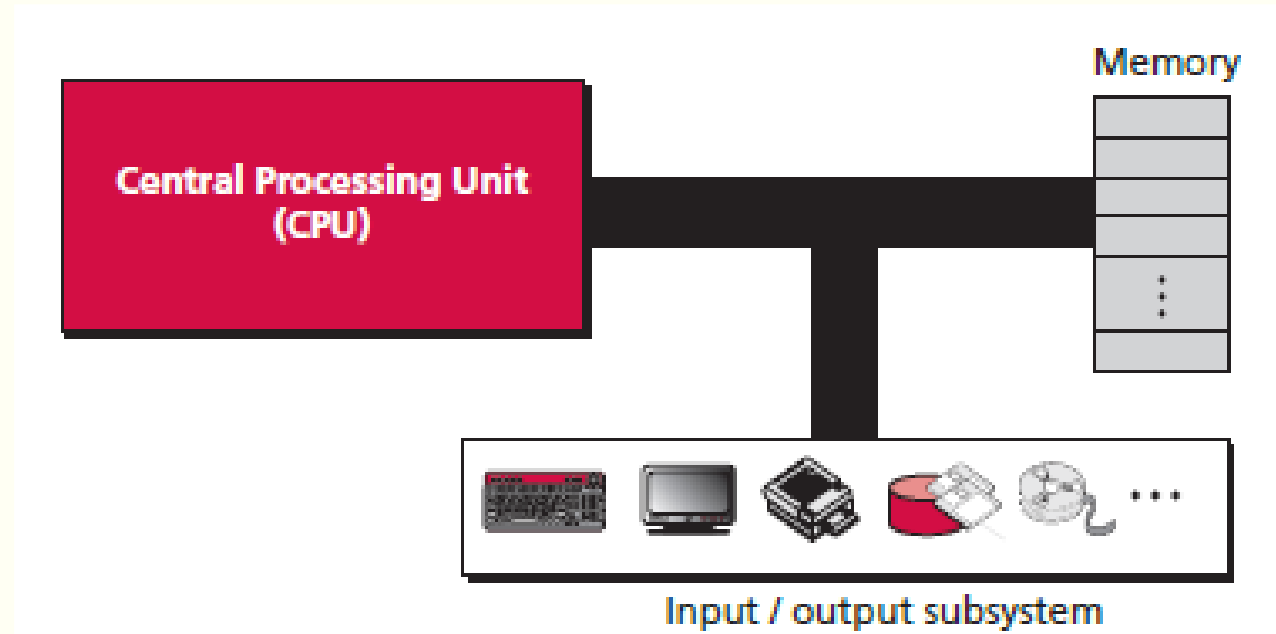 Memory
Central Processing Unit
(CPU)
Input / output subsystem